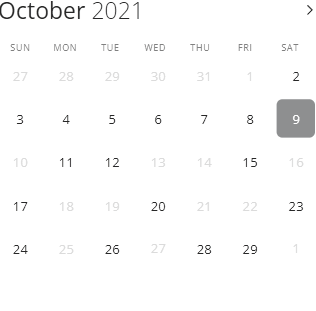 October 2021
SUN MON TUE WED THU FRI SAT
27 28 29 30 31 1 2
3 4 5 6 7 8 9
10 11 12 13 14 15 16
17 18 19 20 21 22 23
24 25 26 27 28 29 1